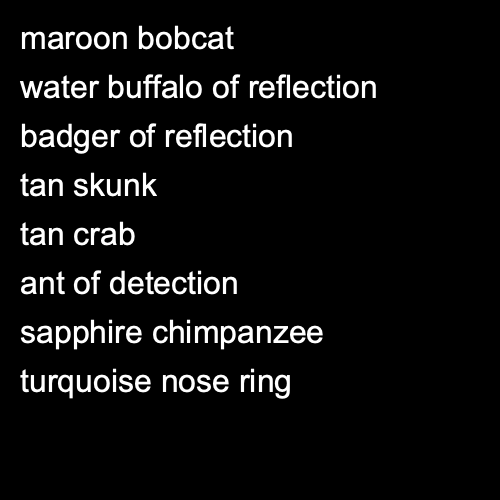 maroon bobcat
water buffalo of reflection
badger of reflection
tan skunk
tan crab
ant of detection
sapphire chimpanzee
turquoise nose ring